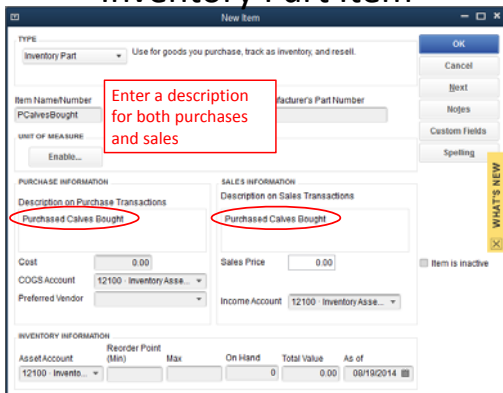 Inventory Part Item
New Item
TYPE
Inventory Part
Use for goods you purchase, track as inventory, and resell.
OK
Cancel
Next
Notes
Custom Fields
Spelling
Item Name/Number
Enter a description
for both purchases
and sales
Manufacturer's Part Number
PCalvesBought
UNIT OF MEASURE
Enable...
WHAT'S NEW
PURCHASE INFORMATION
SALES INFORMATION
Description on Purchase Transactions
Description on Sales Transactions
Purchased Calves Bought
Purchased Calves Bought
Cost 0.00
Sales Price 0.00
Item is inactive
COGS Account 12100 · Inventory Asse...
Preferred Vendor
Income Account 12100 · Inventory Asse...
INVENTORY INFORMATION
Asset Account
Reorder Point
(Min)
Max
On Hand
Total Value
As of
12100 · Invento...
0
0.00
08/19/2014